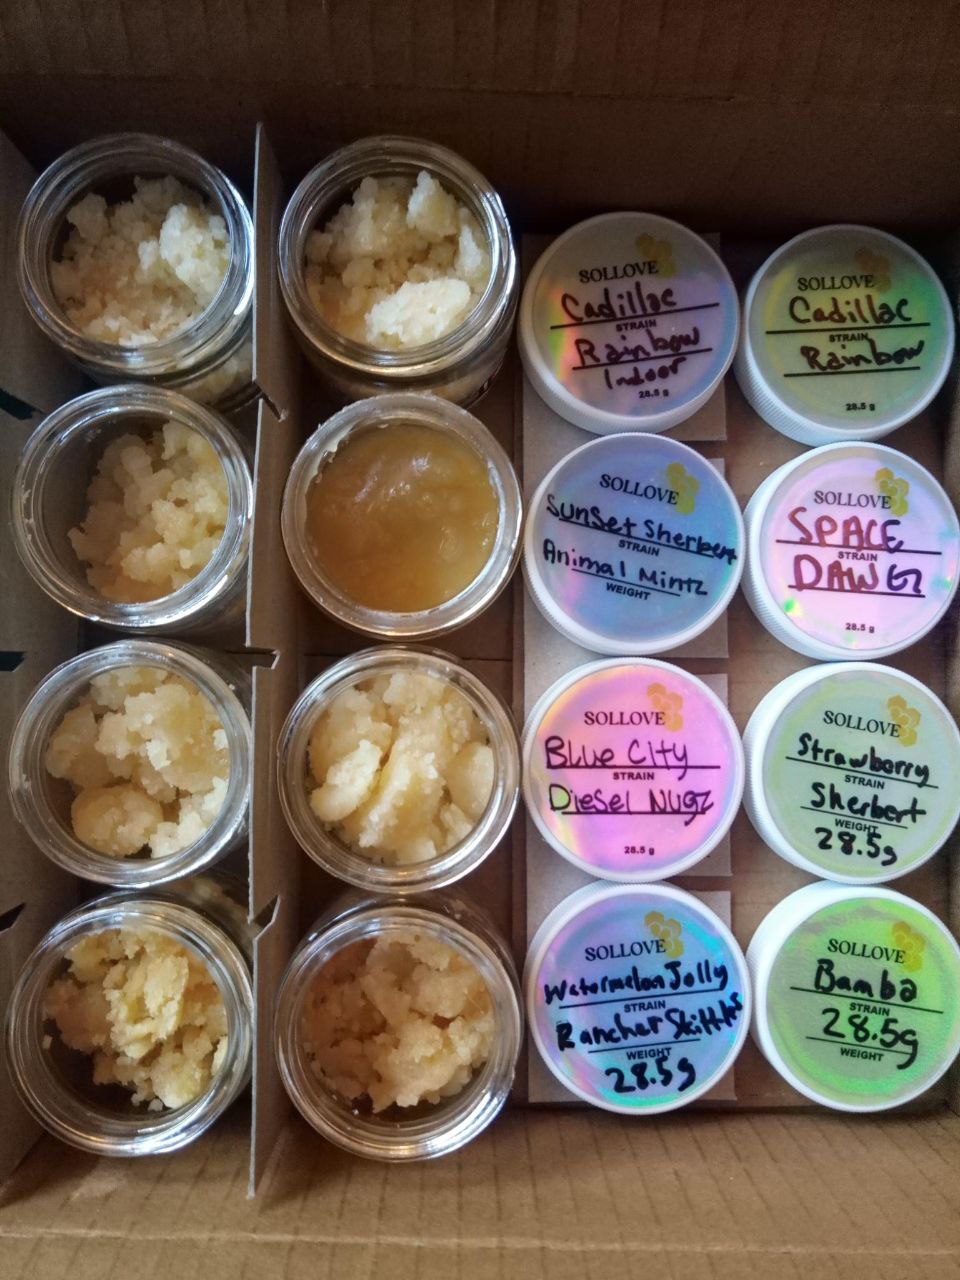 SOLLOVE
Cadillac
STRAIN
Rainbow
Indoor
28.5 g
SOLLOVE
Cadillac
STRAIN
Rainbow
28.5 g
SOLLOVE
Sunset Sherbert
STRAIN
Animal Mintz
WEIGHT
SOLLOVE
SPACE
STRAIN
DAWGZ
28.5 g
SOLLOVE
Blue City
STRAIN
Diesel Nugz
28.5 g
SOLLOVE
Strawberry
STRAIN
Sherbert
WEIGHT
28.5g
SOLLOVE
Watermelon Jolly
STRAIN
Rancher Skittles
WEIGHT
28.5g
SOLLOVE
Bamba
STRAIN
28.5g
WEIGHT